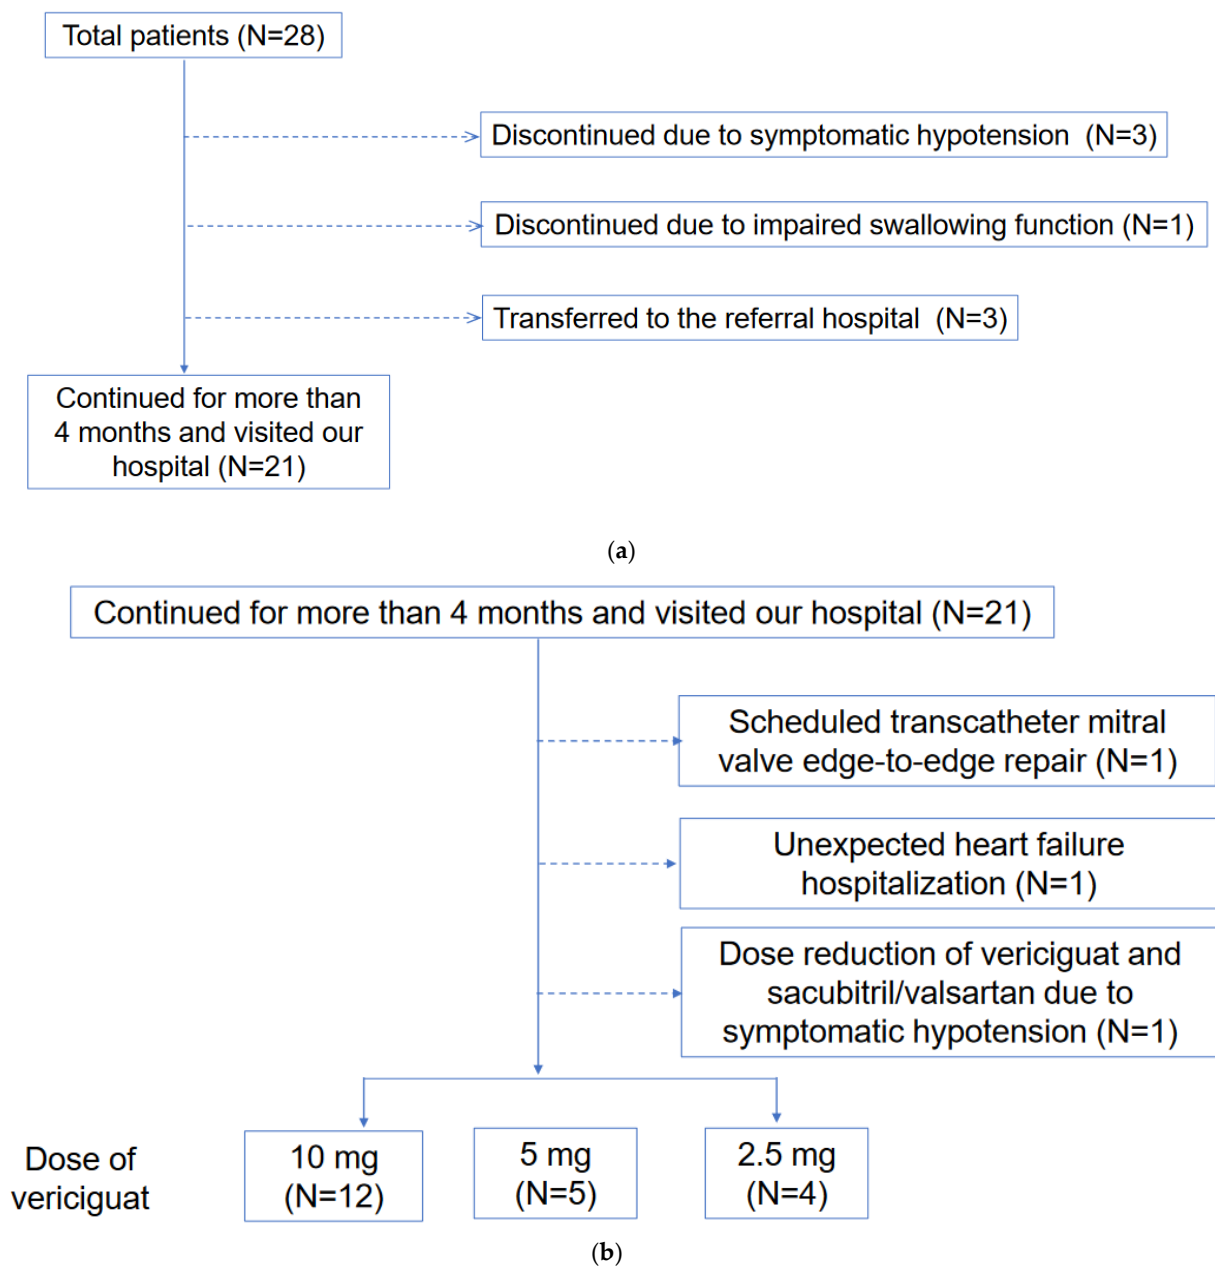 Total patients (N=28)
Discontinued due to symptomatic hypotension (N=3)
Discontinued due to impaired swallowing function (N=1)
Transferred to the referral hospital (N=3)
Continued for more than
4 months and visited our
hospital (N=21)
(a)
Continued for more than 4 months and visited our hospital (N=21)
Scheduled transcatheter mitral
valve edge-to-edge repair (N=1)
Unexpected heart failure
hospitalization (N=1)
Dose reduction of vericiguat and
sacubitril/valsartan due to
symptomatic hypotension (N=1)
Dose of
vericiguat
10 mg
(N=12)
5 mg
(N=5)
2.5 mg
(N=4)
(b)